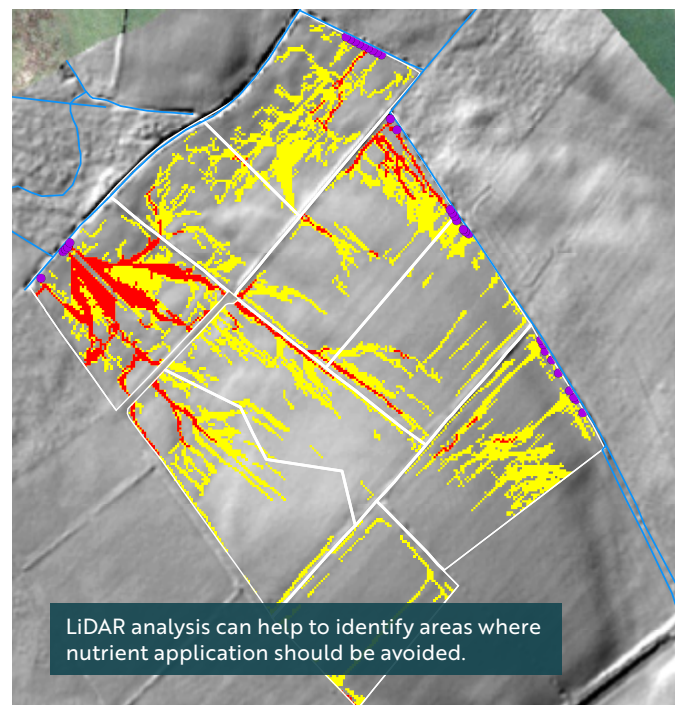 LiDAR analysis can help to identify areas where
nutrient application should be avoided.